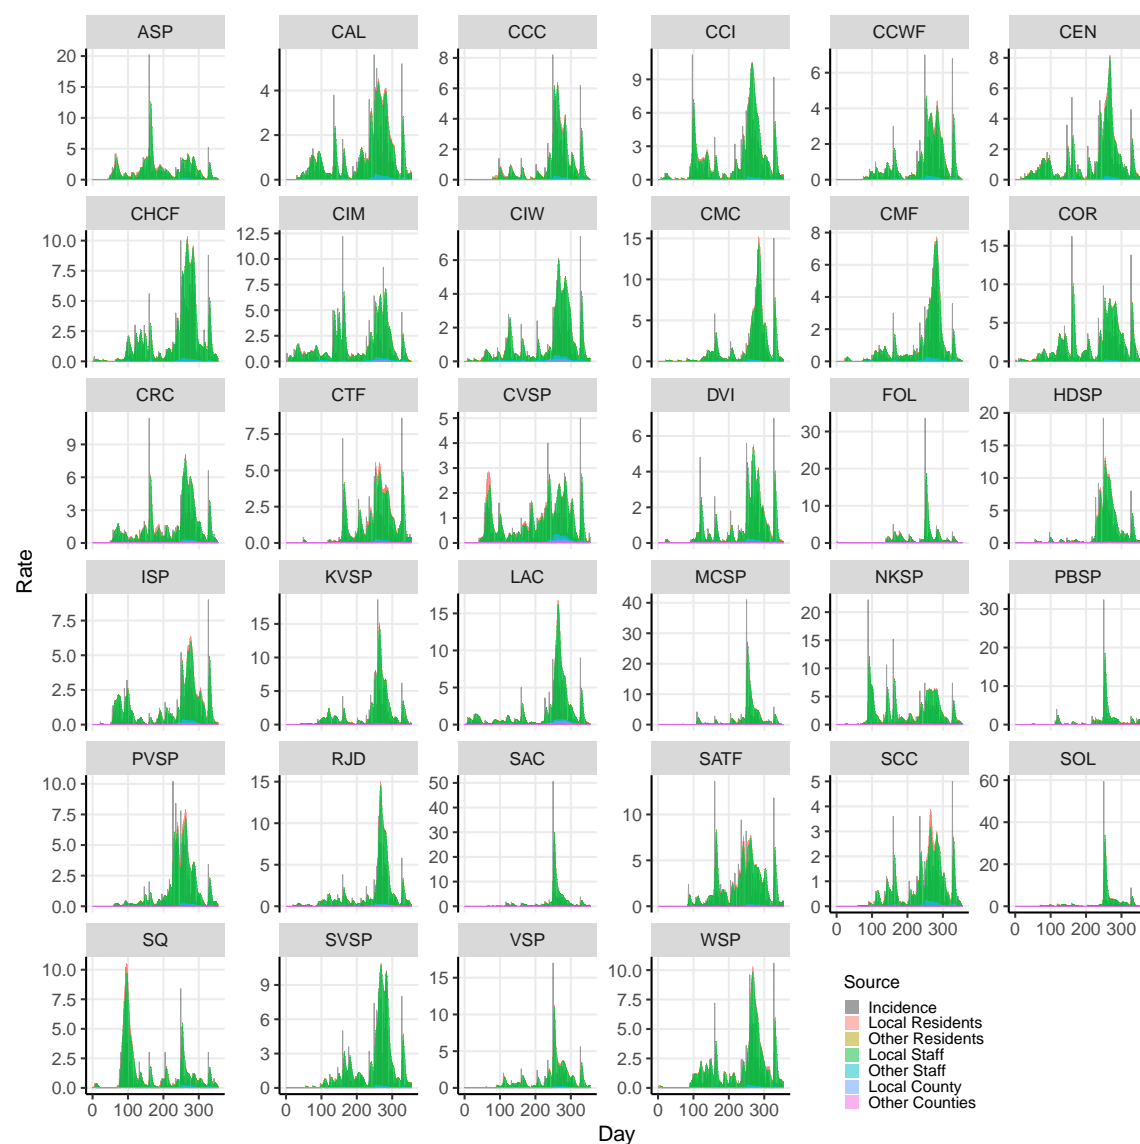 ASP CAL CCC CCI CCWF CEN
20 15 10 5 0
4 2 0
8 6 4 2 0
9 6 3 0
6 4 2 0
8 6 4 2 0
CHCF CIM CIW CMC CMF COR
10.0 7.5 5.0 2.5 0.0
12.5 10.0 7.5 5.0 2.5 0.0
6 4 2 0
15 10 5 0
8 6 4 2 0
15 10 5 0
CRC CTF CVSP DVI FOL HDSP
9 6 3 0
7.5 5.0 2.5 0.0
5 4 3 2 1 0
6 4 2 0
30 20 10 0
20 15 10 5 0
Rate
ISP KVSP LAC MCSP NKSP PBSP
7.5 5.0 2.5 0.0
15 10 5 0
15 10 5 0
40 30 20 10 0
20 15 10 5 0
30 20 10 0
PVSP RJD SAC SATF SCC SOL
10.0 7.5 5.0 2.5 0.0
15 10 5 0
50 40 30 20 10 0
10 5 0
5 4 3 2 1 0
60 40 20 0
0 100 200 300 0 100 200 300
SQ SVSP VSP WSP
10.0 7.5 5.0 2.5 0.0
9 6 3 0
15 10 5 0
10.0 7.5 5.0 2.5 0.0
0 100 200 300 0 100 200 300 0 100 200 300 0 100 200 300
Day
Source
Incidence
Local Residents
Other Residents
Local Staff
Other Staff
Local County
Other Counties